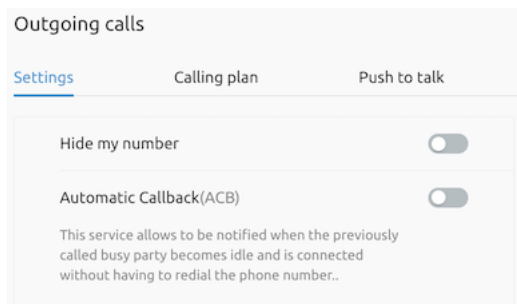 Outgoing calls
Settings Calling plan Push to talk
Hide my number
Automatic Callback(ACB)
This service allows to be notified when the previously
called busy party becomes idle and is connected
without having to redial the phone number..